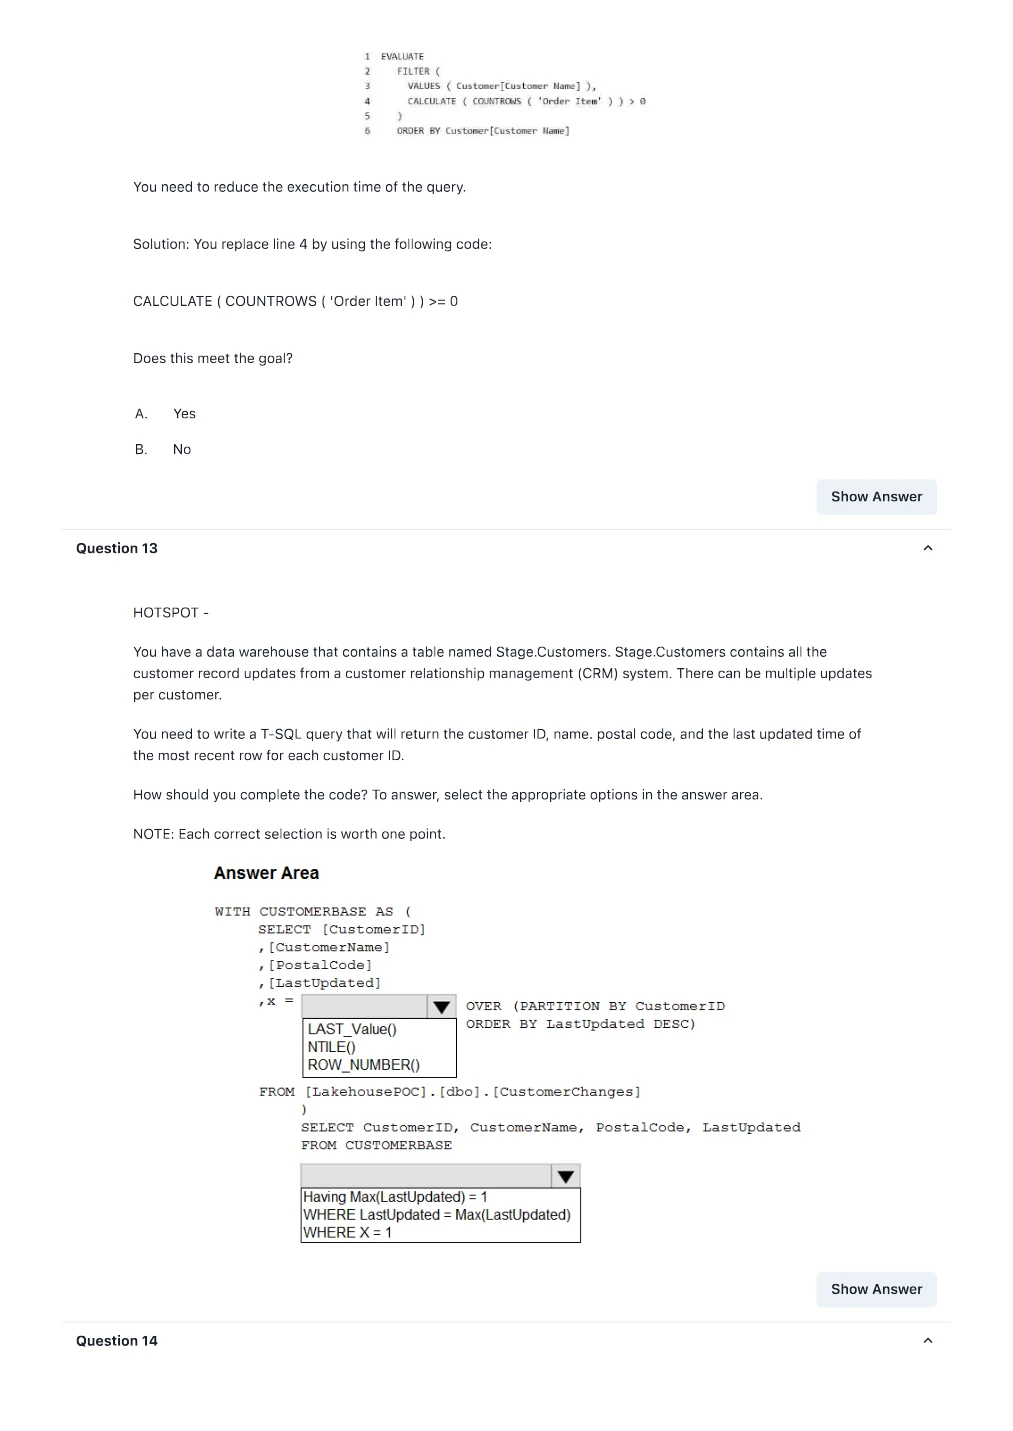 1 EVALUATE
2 FILTER (
3 VALUES ( Customer[Customer Name] ),
4 CALCULATE ( COUNTROWS ( 'Order Item' ) ) > 0
5 )
6 ORDER BY Customer[Customer Name]
You need to reduce the execution time of the query.
Solution: You replace line 4 by using the following code:
CALCULATE ( COUNTROWS ( 'Order Item' ) ) >= 0
Does this meet the goal?
A. Yes
B. No
Show Answer
Question 13
HOTSPOT -
You have a data warehouse that contains a table named Stage.Customers. Stage.Customers contains all the
customer record updates from a customer relationship management (CRM) system. There can be multiple updates
per customer.
You need to write a T-SQL query that will return the customer ID, name. postal code, and the last updated time of
the most recent row for each customer ID.
How should you complete the code? To answer, select the appropriate options in the answer area.
NOTE: Each correct selection is worth one point.
Answer Area
WITH CUSTOMERBASE AS (
SELECT [CustomerID]
,[CustomerName]
,[PostalCode]
,[LastUpdated]
,x =
OVER (PARTITION BY CustomerID
ORDER BY LastUpdated DESC)
LAST_Value()
NTILE()
ROW_NUMBER()
FROM [LakehousePOC].[dbo].[CustomerChanges]
)
SELECT CustomerID, CustomerName, PostalCode, LastUpdated
FROM CUSTOMERBASE
Having Max(LastUpdated) = 1
WHERE LastUpdated = Max(LastUpdated)
WHERE X = 1
Show Answer
Question 14